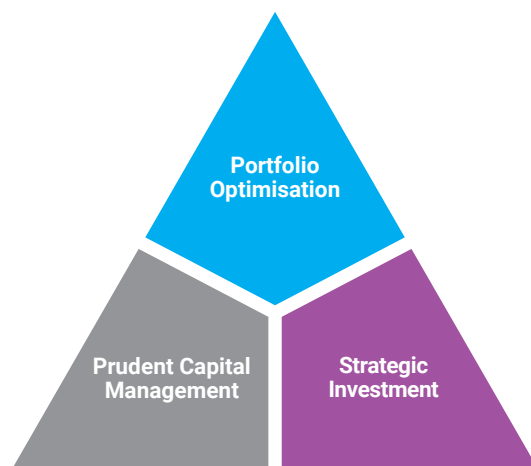 Portfolio
Optimisation
Prudent Capital
Management
Strategic
Investment